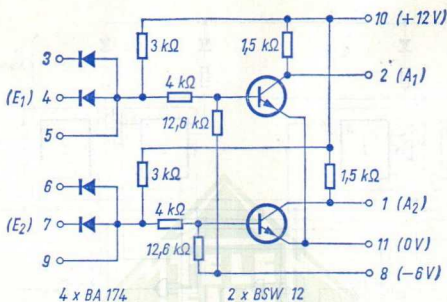 10 (+12V)
3 kΩ
1,5 kΩ
3
2 (A₁)
4 kΩ
(E₁) 4
12,6 kΩ
5
3 kΩ
6
1,5 kΩ
4 kΩ
1 (A₂)
(E₂) 7
12,6 kΩ
11 (0V)
9
8 (−6V)
4 x BA 174
2 x BSW 12